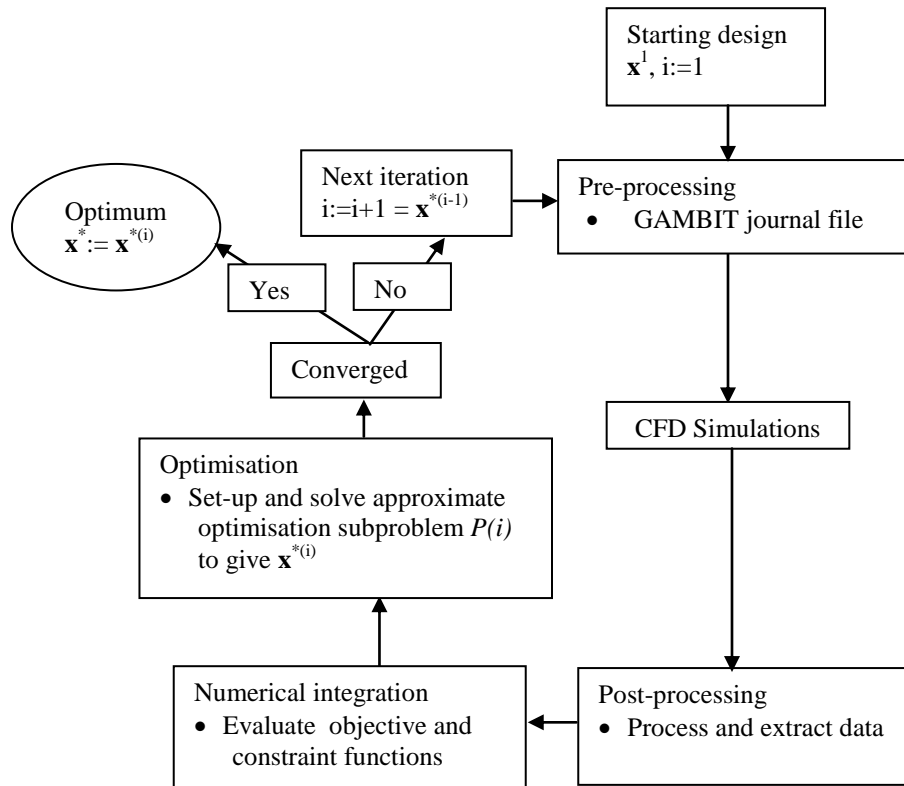 Starting design
x^1, i:=1
Next iteration
i:=i+1 = x^*(i-1)
Pre-processing
• GAMBIT journal file
Optimum
x^*:= x^*(i)
Yes
No
Converged
CFD Simulations
Optimisation
• Set-up and solve approximate
optimisation subproblem P(i)
to give x^*(i)
Numerical integration
• Evaluate objective and
constraint functions
Post-processing
• Process and extract data